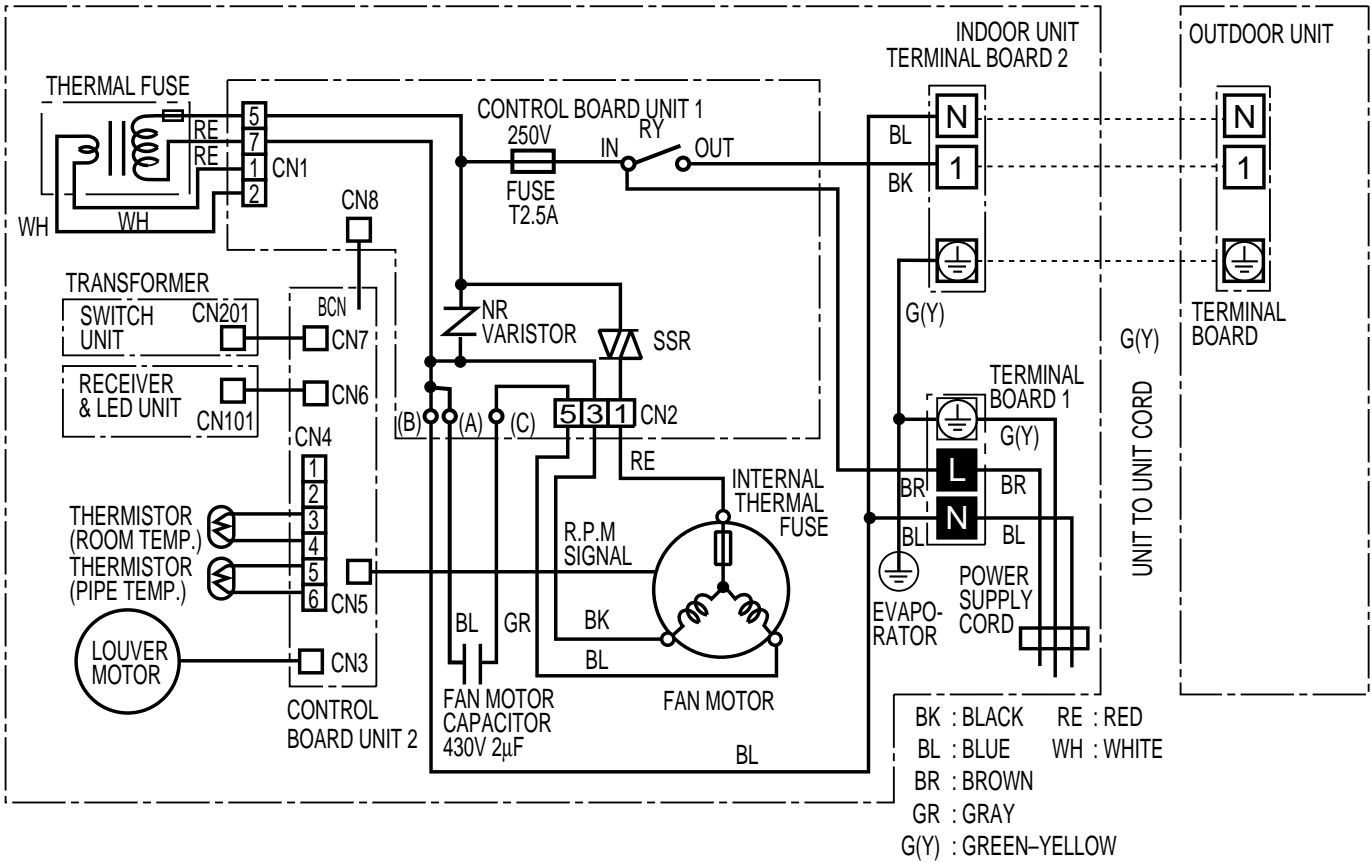 INDOOR UNIT
TERMINAL BOARD 2
OUTDOOR UNIT
THERMAL FUSE
CONTROL BOARD UNIT 1
250V
RY
IN
OUT
FUSE
T2.5A
5
7
1
2
CN1
RE
RE
WH
WH
CN8
BL
N
BK
1
N
1
TRANSFORMER
SWITCH
UNIT
CN201
BCN
CN7
NR
VARISTOR
SSR
G(Y)
TERMINAL
BOARD
G(Y)
RECEIVER
& LED UNIT
CN101
CN6
CN4
(B)
(A)
(C)
5
3
1
CN2
TERMINAL
BOARD 1
G(Y)
L
BR
BR
N
BL
BL
UNIT TO UNIT CORD
1
2
3
4
5
6
THERMISTOR
(ROOM TEMP.)
THERMISTOR
(PIPE TEMP.)
CN5
RE
INTERNAL
THERMAL
FUSE
R.P.M
SIGNAL
EVAPO-
RATOR
POWER
SUPPLY
CORD
BL
GR
BK
BL
LOUVER
MOTOR
CN3
FAN MOTOR
CAPACITOR
430V 2μF
FAN MOTOR
CONTROL
BOARD UNIT 2
BL
BK : BLACK
RE : RED
BL : BLUE
WH : WHITE
BR : BROWN
GR : GRAY
G(Y) : GREEN–YELLOW